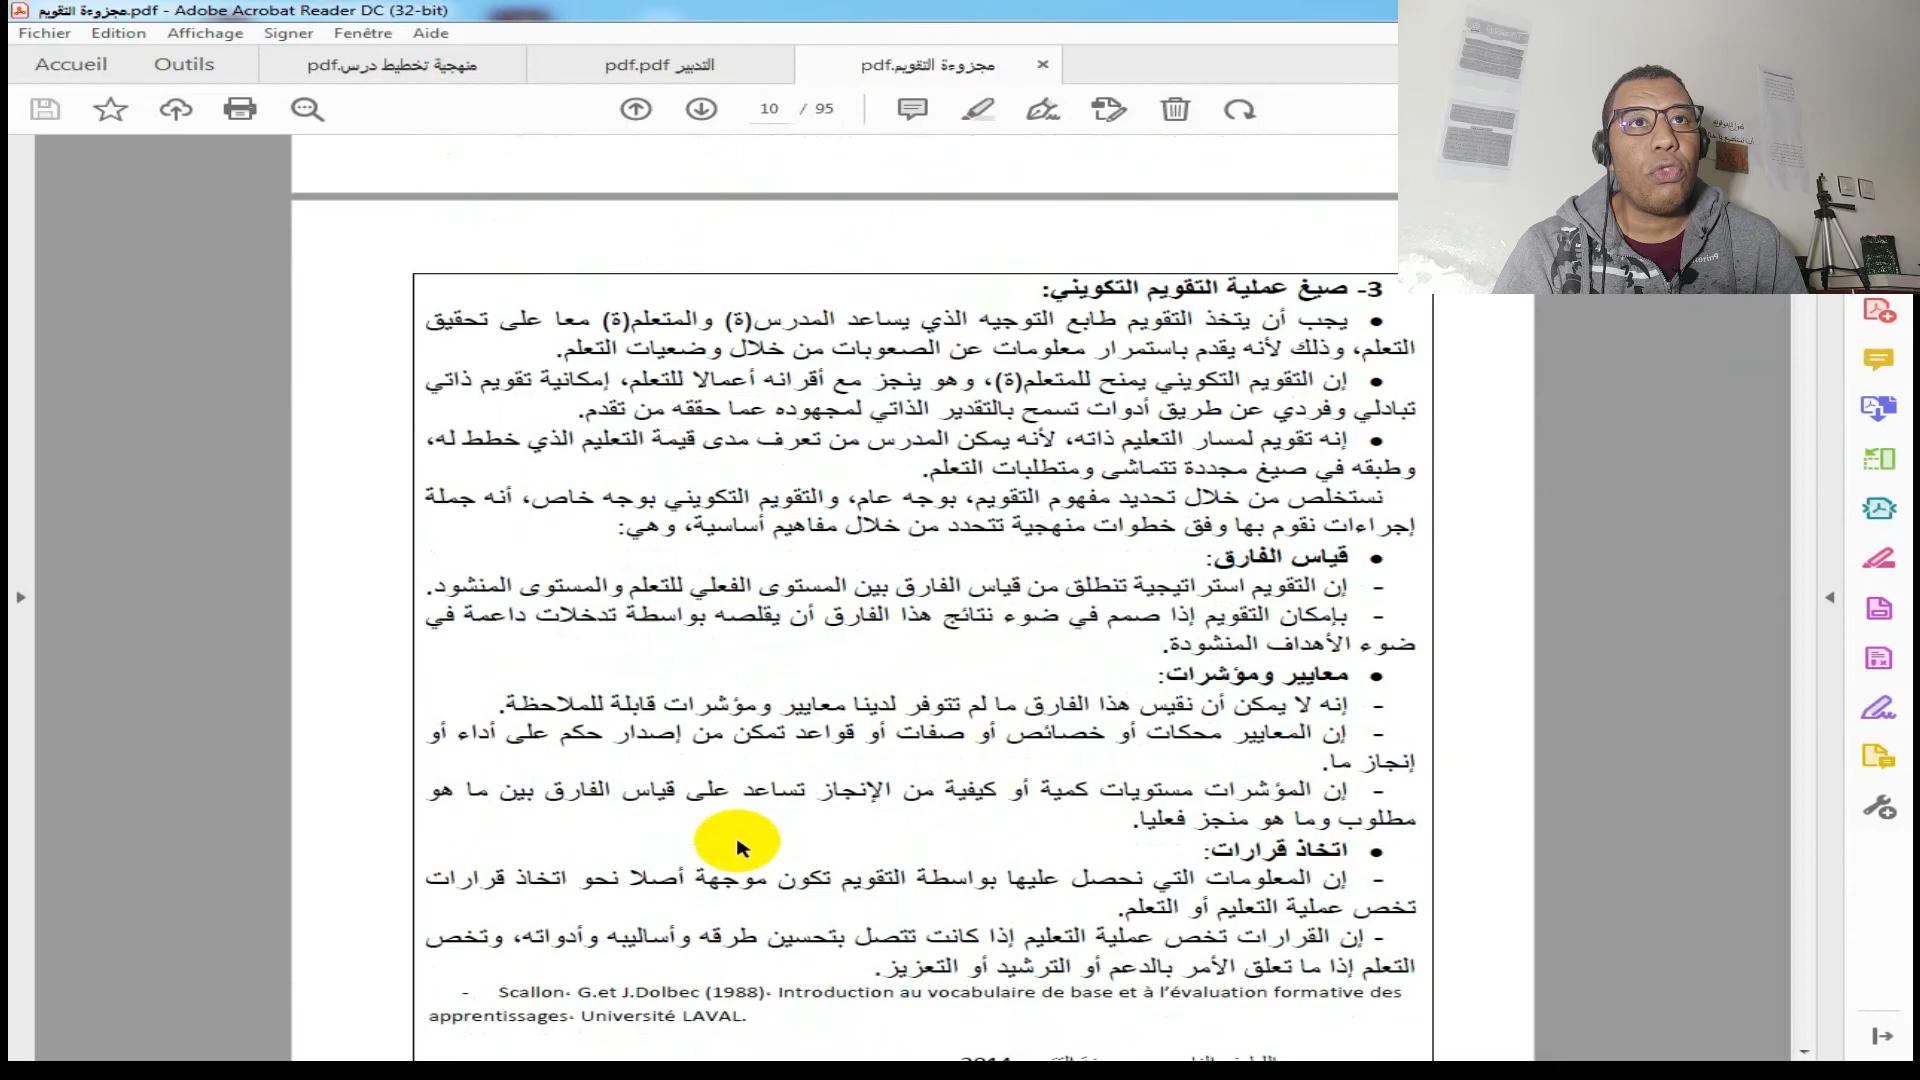 مجزوءة التقويم.pdf - Adobe Acrobat Reader DC (32-bit)
Fichier Edition Affichage Signer Fenêtre Aide
Accueil Outils منهجية تخطيط درس.pdf التدبير pdf.pdf مجزوءة التقويم.pdf
10 / 95
3- صيغ عملية التقويم التكويني:
• يجب أن يتخذ التقويم طابع التوجيه الذي يساعد المدرس(ة) والمتعلم(ة) معا على تحقيق
التعلم، وذلك لأنه يقدم باستمرار معلومات عن الصعوبات من خلال وضعيات التعلم.
• إن التقويم التكويني يمنح للمتعلم(ة)، وهو ينجز مع أقرانه أعمالا للتعلم، إمكانية تقويم ذاتي
تبادلي وفردي عن طريق أدوات تسمح بالتقدير الذاتي لمجهوده عما حققه من تقدم.
• إنه تقويم لمسار التعليم ذاته، لأنه يمكن المدرس من تعرف مدى قيمة التعليم الذي خطط له،
وطبقه في صيغ مجددة تتماشى ومتطلبات التعلم.
نستخلص من خلال تحديد مفهوم التقويم، بوجه عام، والتقويم التكويني بوجه خاص، أنه جملة
إجراءات نقوم بها وفق خطوات منهجية تتحدد من خلال مفاهيم أساسية، وهي:
• قياس الفارق:
- إن التقويم استراتيجية تنطلق من قياس الفارق بين المستوى الفعلي للتعلم والمستوى المنشود.
- بإمكان التقويم إذا صمم في ضوء نتائج هذا الفارق أن يقلصه بواسطة تدخلات داعمة في
ضوء الأهداف المنشودة.
• معايير ومؤشرات:
- إنه لا يمكن أن نقيس هذا الفارق ما لم تتوفر لدينا معايير ومؤشرات قابلة للملاحظة.
- إن المعايير محكات أو خصائص أو صفات أو قواعد تمكن من إصدار حكم على أداء أو
إنجاز ما.
- إن المؤشرات مستويات كمية أو كيفية من الإنجاز تساعد على قياس الفارق بين ما هو
مطلوب وما هو منجز فعليا.
• اتخاذ قرارات:
- إن المعلومات التي نحصل عليها بواسطة التقويم تكون موجهة أصلا نحو اتخاذ قرارات
تخص عملية التعليم أو التعلم.
- إن القرارات تخص عملية التعليم إذا كانت تتصل بتحسين طرقه وأساليبه وأدواته، وتخص
التعلم إذا ما تعلق الأمر بالدعم أو الترشيد أو التعزيز.
- Scallon، G.et J.Dolbec (1988)، Introduction au vocabulaire de base et à l’évaluation formative des
apprentissages، Université LAVAL.